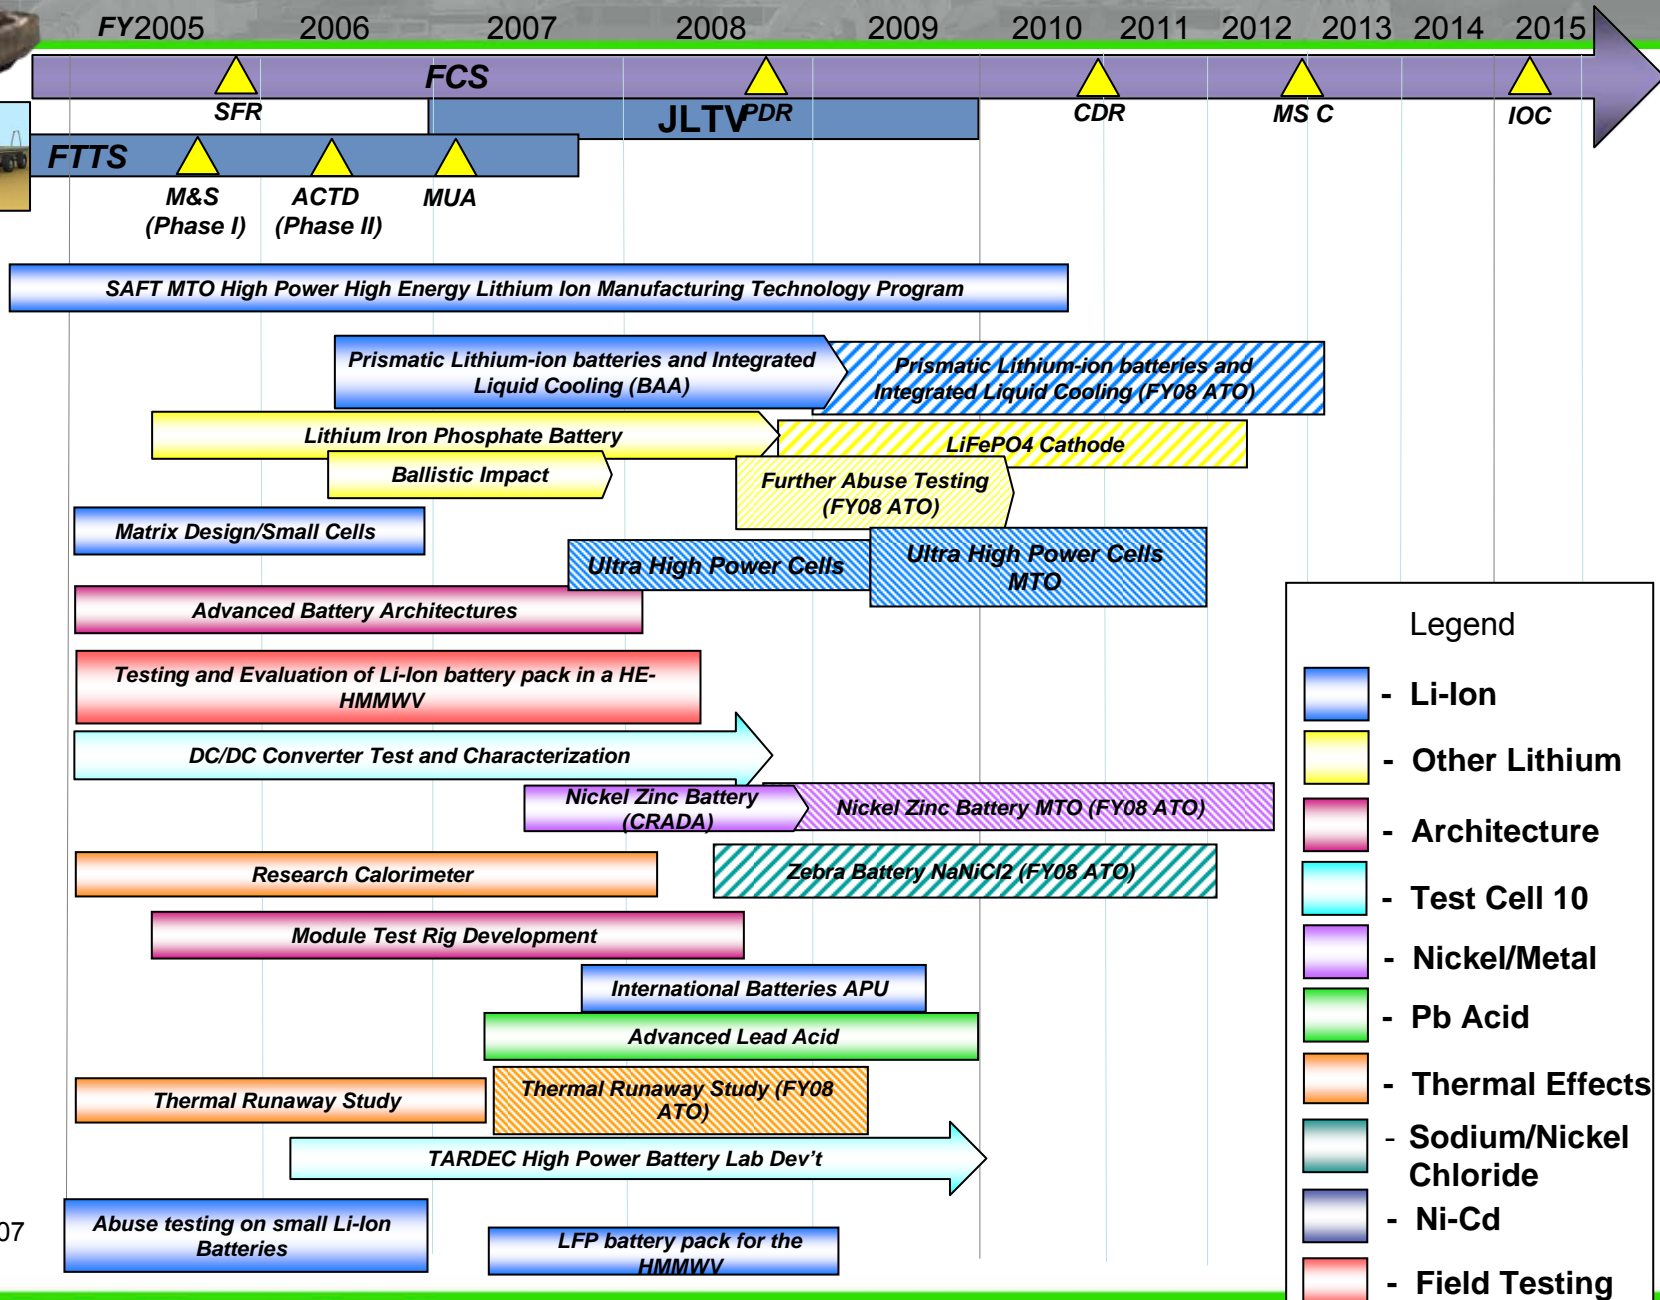 FY2005 2006 2007 2008 2009 2010 2011 2012 2013 2014 2015
FCS
SFR
PDR
CDR
MS C
IOC
JLTV
FTTS
M&S
(Phase I)
ACTD
(Phase II)
MUA
SAFT MTO High Power High Energy Lithium Ion Manufacturing Technology Program
Prismatic Lithium-ion batteries and Integrated
Liquid Cooling (BAA)
Prismatic Lithium-ion batteries and
Integrated Liquid Cooling (FY08 ATO)
Lithium Iron Phosphate Battery
LiFePO4 Cathode
Ballistic Impact
Further Abuse Testing
(FY08 ATO)
Matrix Design/Small Cells
Ultra High Power Cells
Ultra High Power Cells
MTO
Advanced Battery Architectures
Testing and Evaluation of Li-Ion battery pack in a HE-
HMMWV
DC/DC Converter Test and Characterization
Nickel Zinc Battery
(CRADA)
Nickel Zinc Battery MTO (FY08 ATO)
Research Calorimeter
Zebra Battery NaNiCl2 (FY08 ATO)
Module Test Rig Development
International Batteries APU
Advanced Lead Acid
Thermal Runaway Study
Thermal Runaway Study (FY08
ATO)
TARDEC High Power Battery Lab Dev't
Abuse testing on small Li-Ion
Batteries
LFP battery pack for the
HMMWV
07
Legend
- Li-Ion
- Other Lithium
- Architecture
- Test Cell 10
- Nickel/Metal
- Pb Acid
- Thermal Effects
- Sodium/Nickel
Chloride
- Ni-Cd
- Field Testing